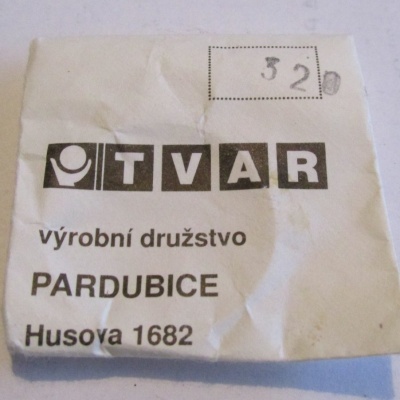 320
TVAR
výrobní družstvo
PARDUBICE
Husova 1682